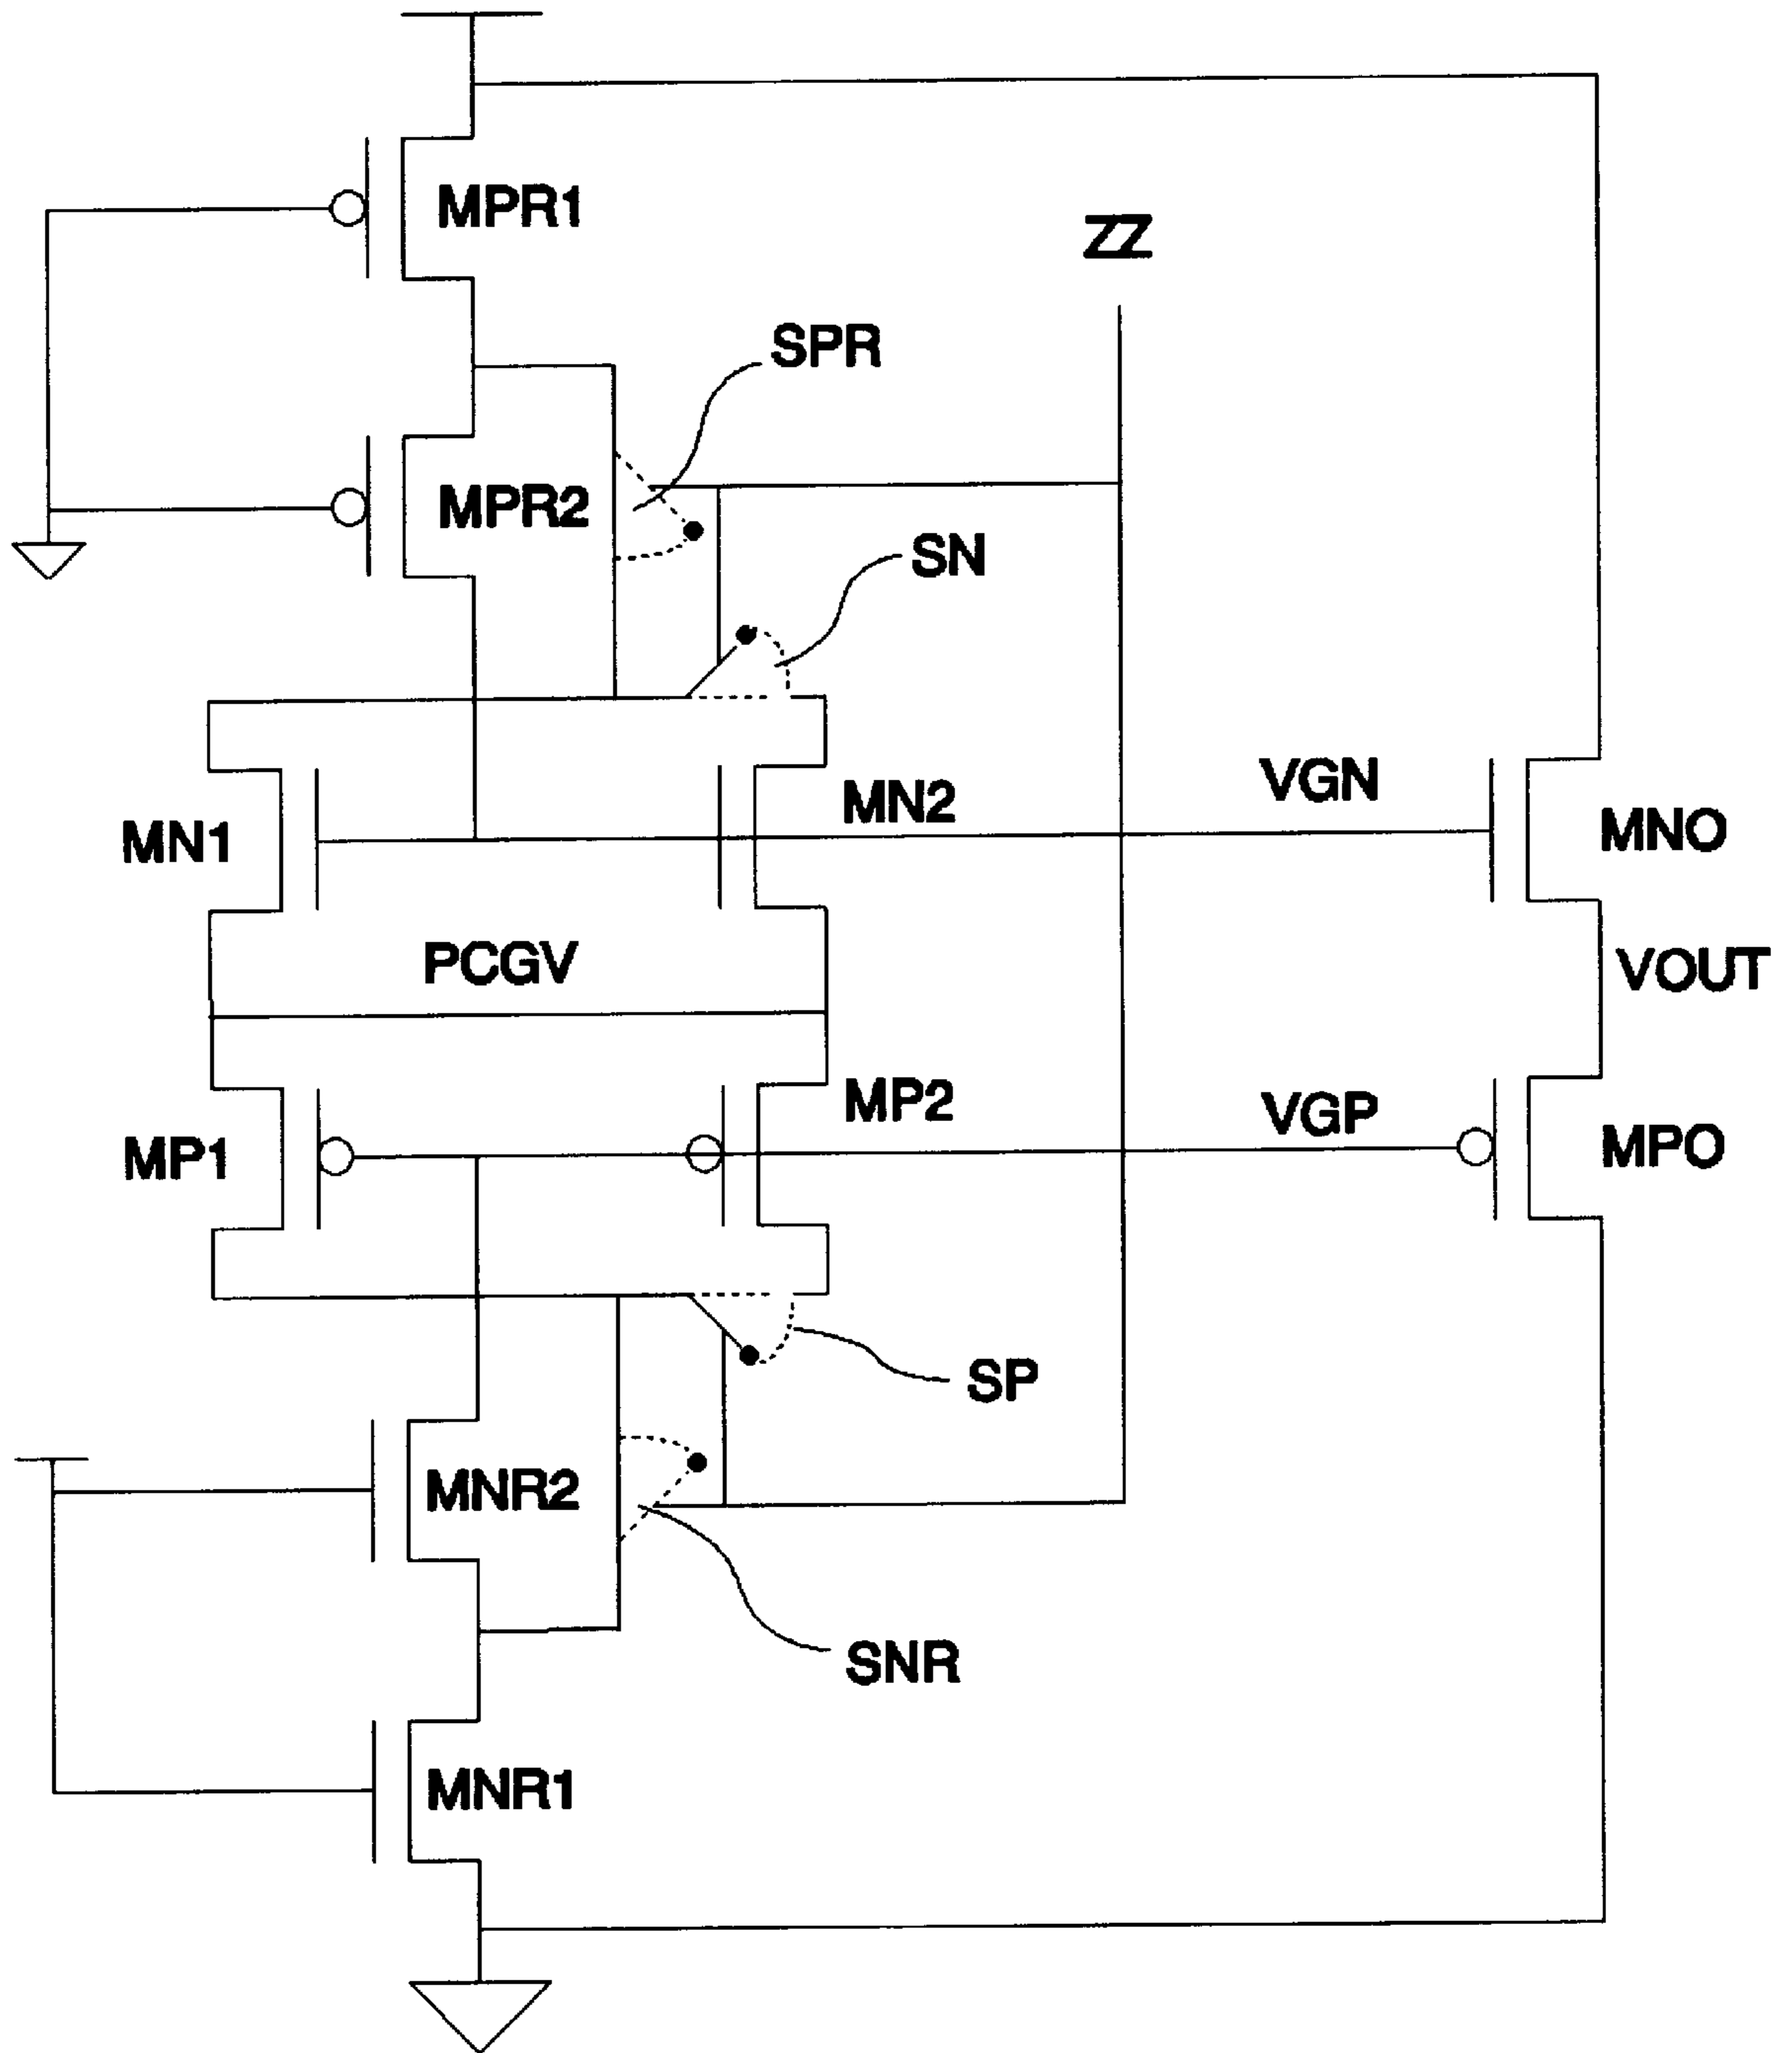 MPR1
ZZ
SPR
MPR2
SN
VGN
MN2
MN1
MNO
PCGV
VOUT
MP2
VGP
MP1
MPO
SP
MNR2
SNR
MNR1